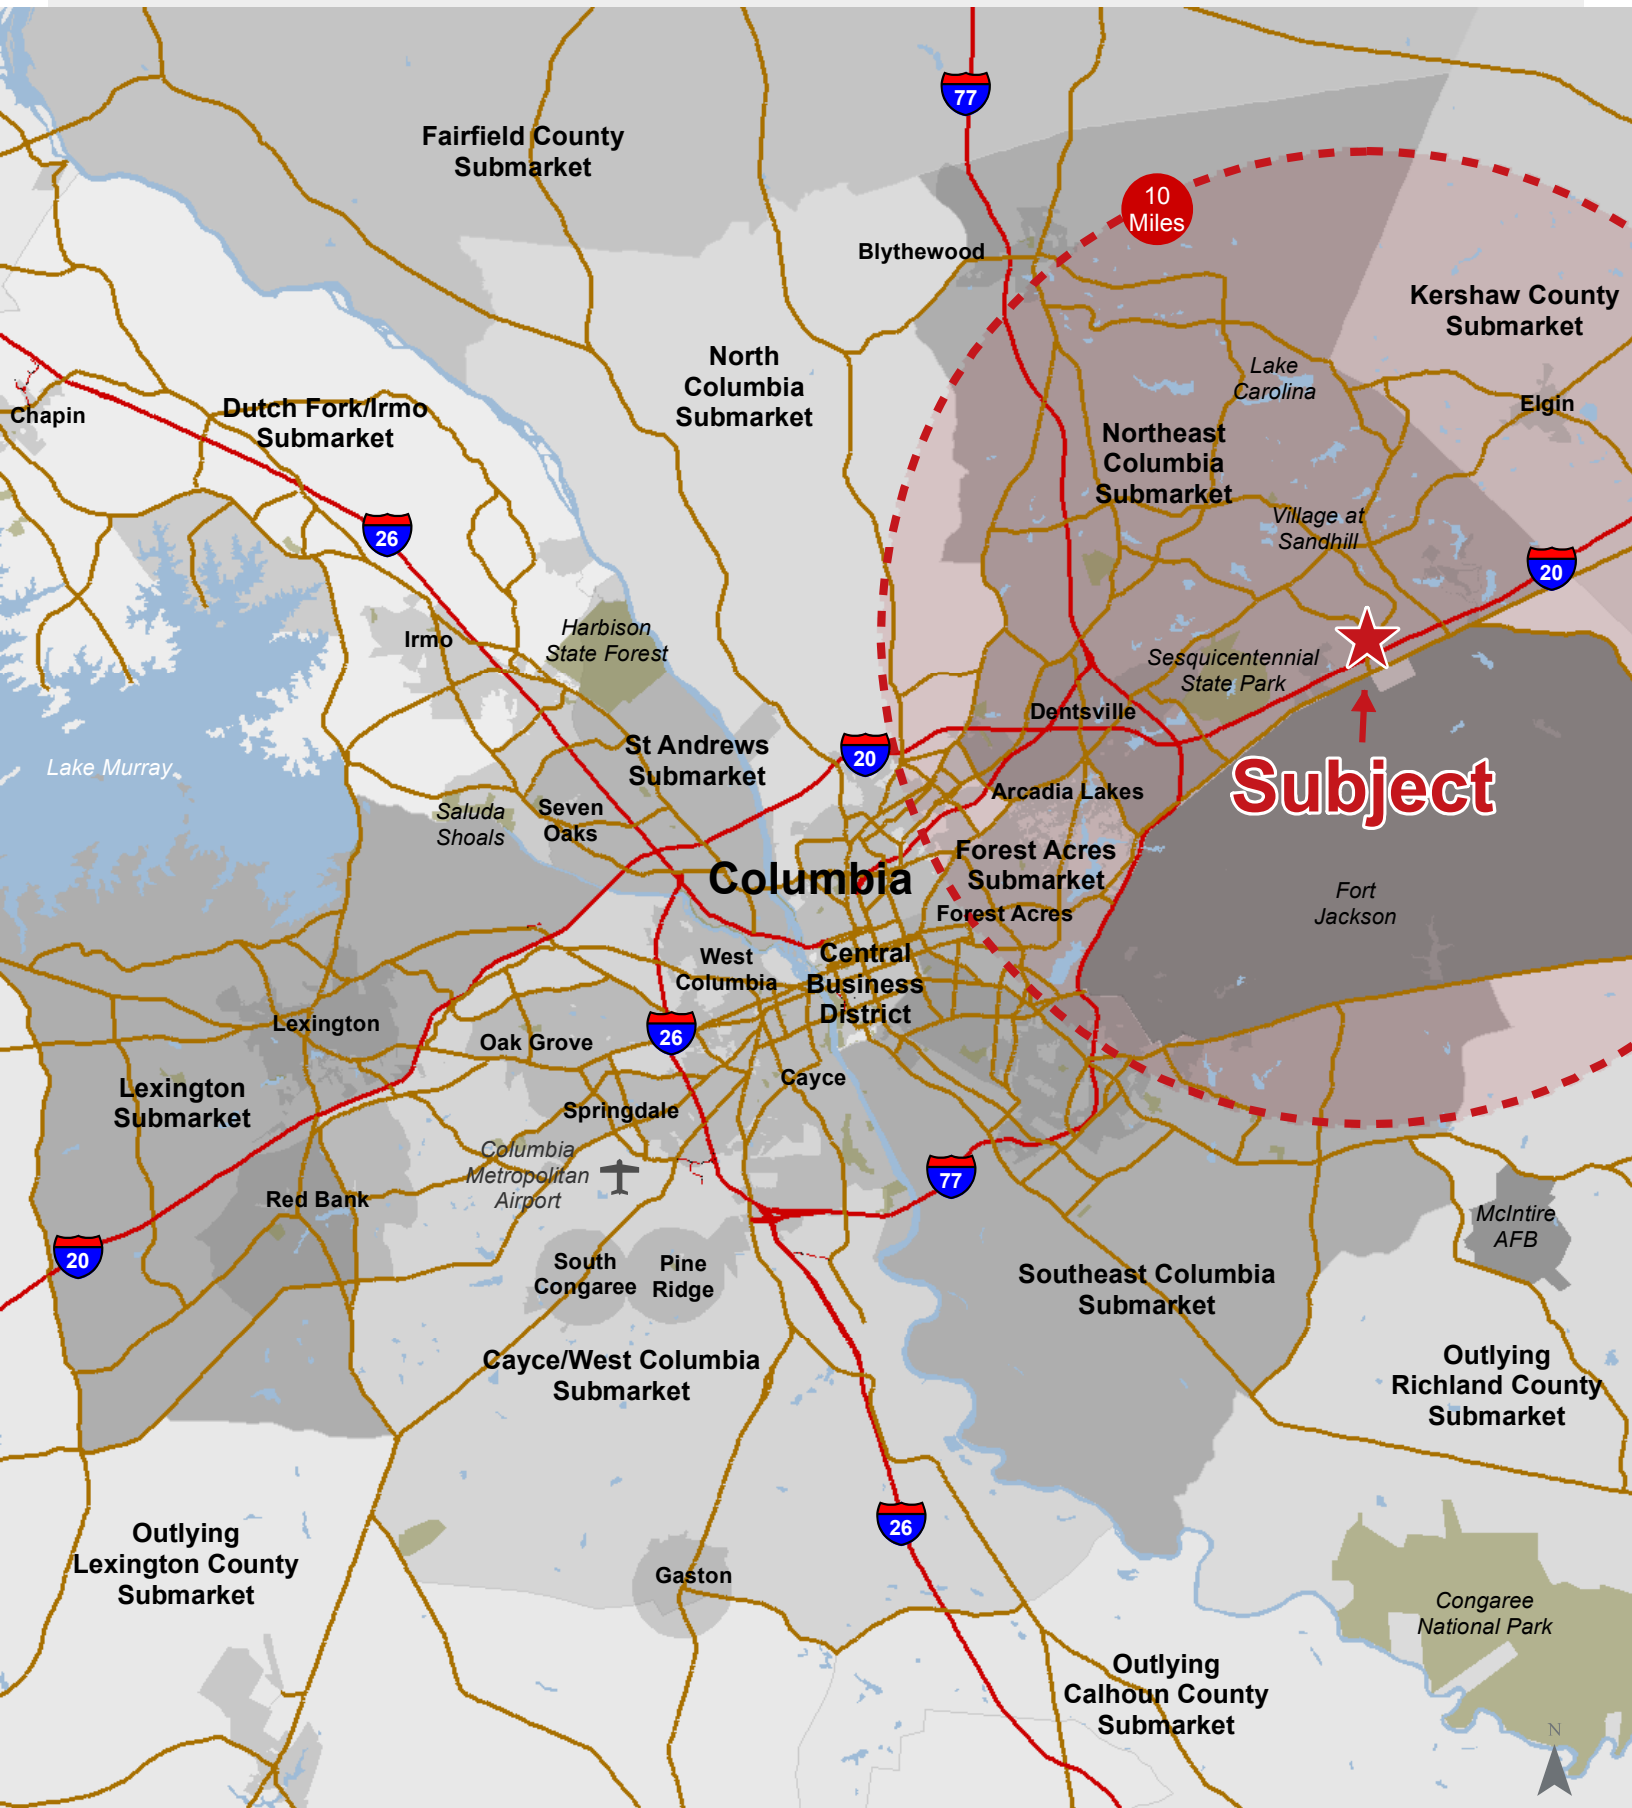 77
Fairfield County
Submarket
10
Miles
Blythewood
Kershaw County
Submarket
North
Columbia
Submarket
Lake
Carolina
Elgin
Chapin
Dutch Fork/Irmo
Submarket
Northeast
Columbia
Submarket
Village at
Sandhill
26
20
Irmo
Harbison
State Forest
Sesquicentennial
State Park
Dentsville
Lake Murray
St Andrews
Submarket
20
Subject
Saluda
Shoals
Seven
Oaks
Arcadia Lakes
Columbia
Forest Acres
Submarket
Forest Acres
Fort
Jackson
West
Columbia
Central
Business
District
Lexington
26
Oak Grove
Lexington
Submarket
Cayce
Springdale
Columbia
Metropolitan
Airport
77
Red Bank
McIntire
AFB
20
South
Congaree
Pine
Ridge
Southeast Columbia
Submarket
Cayce/West Columbia
Submarket
Outlying
Richland County
Submarket
26
Outlying
Lexington County
Submarket
Gaston
Congaree
National Park
Outlying
Calhoun County
Submarket
N